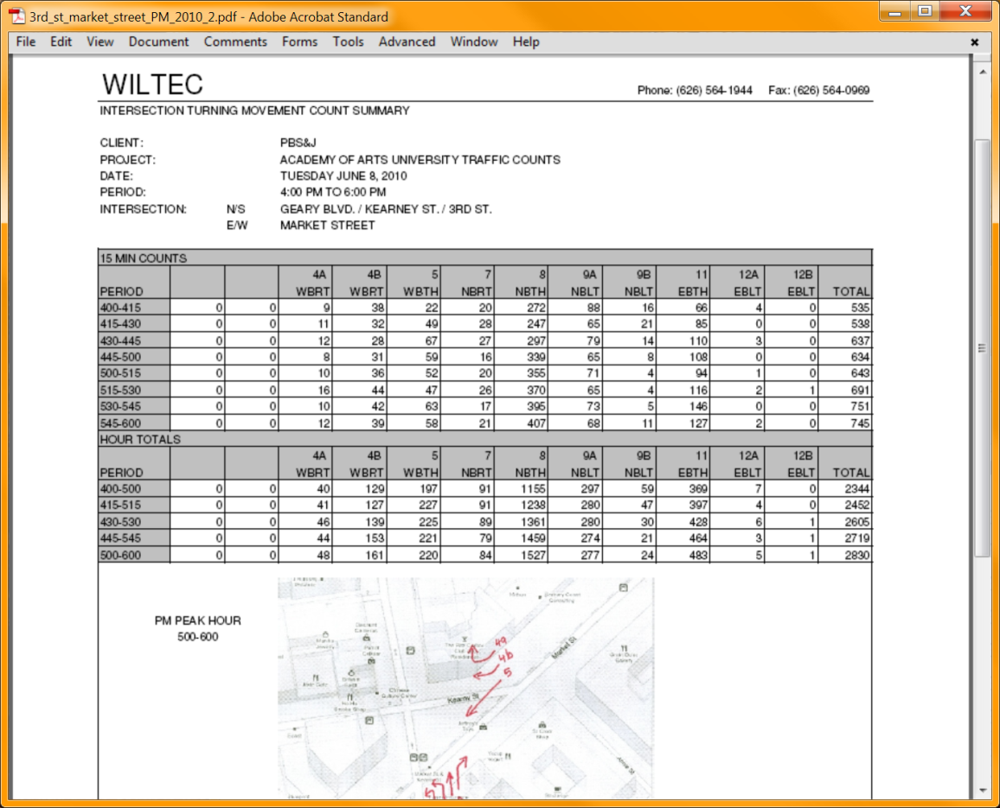 3rd_st_market_street_PM_2010_2.pdf - Adobe Acrobat Standard
File Edit View Document Comments Forms Tools Advanced Window Help
WILTEC
Phone: (626) 564-1944 Fax: (626) 564-0969
INTERSECTION TURNING MOVEMENT COUNT SUMMARY
CLIENT: PBS&J
PROJECT: ACADEMY OF ARTS UNIVERSITY TRAFFIC COUNTS
DATE: TUESDAY JUNE 8, 2010
PERIOD: 4:00 PM TO 6:00 PM
INTERSECTION: N/S GEARY BLVD. / KEARNEY ST. / 3RD ST.
E/W MARKET STREET
15 MIN COUNTS
4A 4B 5 7 8 9A 9B 11 12A 12B
PERIOD WBRT WBRT WBTH NBRT NBTH NBLT NBLT EBTH EBLT EBLT TOTAL
400-415 0 0 9 38 22 20 272 88 16 66 4 0 535
415-430 0 0 11 32 49 28 247 65 21 85 0 0 538
430-445 0 0 12 28 67 27 297 79 14 110 3 0 637
445-500 0 0 8 31 59 16 339 65 8 108 0 0 634
500-515 0 0 10 36 52 20 355 71 4 94 1 0 643
515-530 0 0 16 44 47 26 370 65 4 116 2 1 691
530-545 0 0 10 42 63 17 395 73 5 146 0 0 751
545-600 0 0 12 39 58 21 407 68 11 127 2 0 745
HOUR TOTALS
4A 4B 5 7 8 9A 9B 11 12A 12B
PERIOD WBRT WBRT WBTH NBRT NBTH NBLT NBLT EBTH EBLT EBLT TOTAL
400-500 0 0 40 129 197 91 1155 297 59 369 7 0 2344
415-515 0 0 41 127 227 91 1238 280 47 397 4 0 2452
430-530 0 0 46 139 225 89 1361 280 30 428 6 1 2605
445-545 0 0 44 153 221 79 1459 274 21 464 3 1 2719
500-600 0 0 48 161 220 84 1527 277 24 483 5 1 2830
PM PEAK HOUR
500-600
4a
4b
5
Market St
Kearny St
Chinese
Culture Center
Annie St